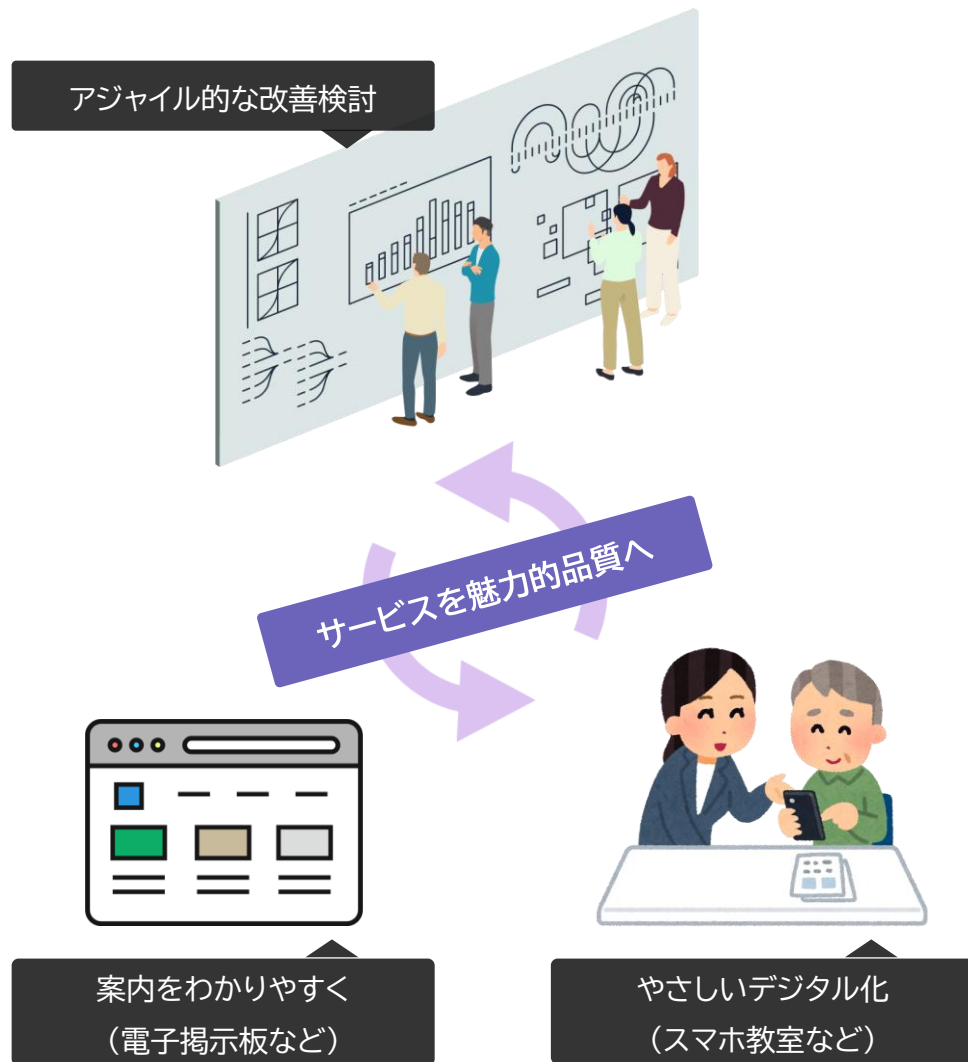 アジャイル的な改善検討
サービスを魅力的品質へ
案内をわかりやすく
（電子掲示板など）
やさしいデジタル化
（スマホ教室など）